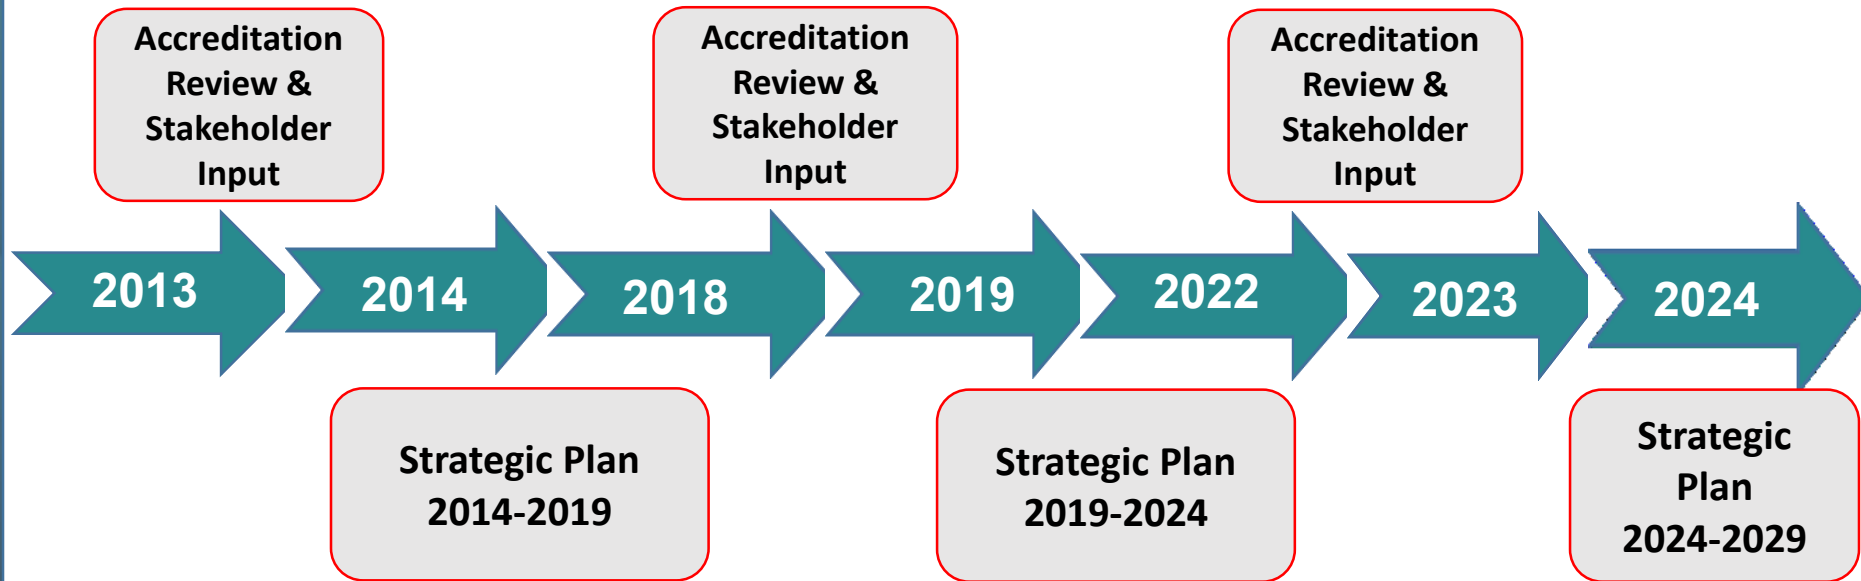 Accreditation
Review &
Stakeholder
Input
Accreditation
Review &
Stakeholder
Input
Accreditation
Review &
Stakeholder
Input
2013
2014
2018
2019
2022
2023
2024
Strategic Plan
2014-2019
Strategic Plan
2019-2024
Strategic
Plan
2024-2029